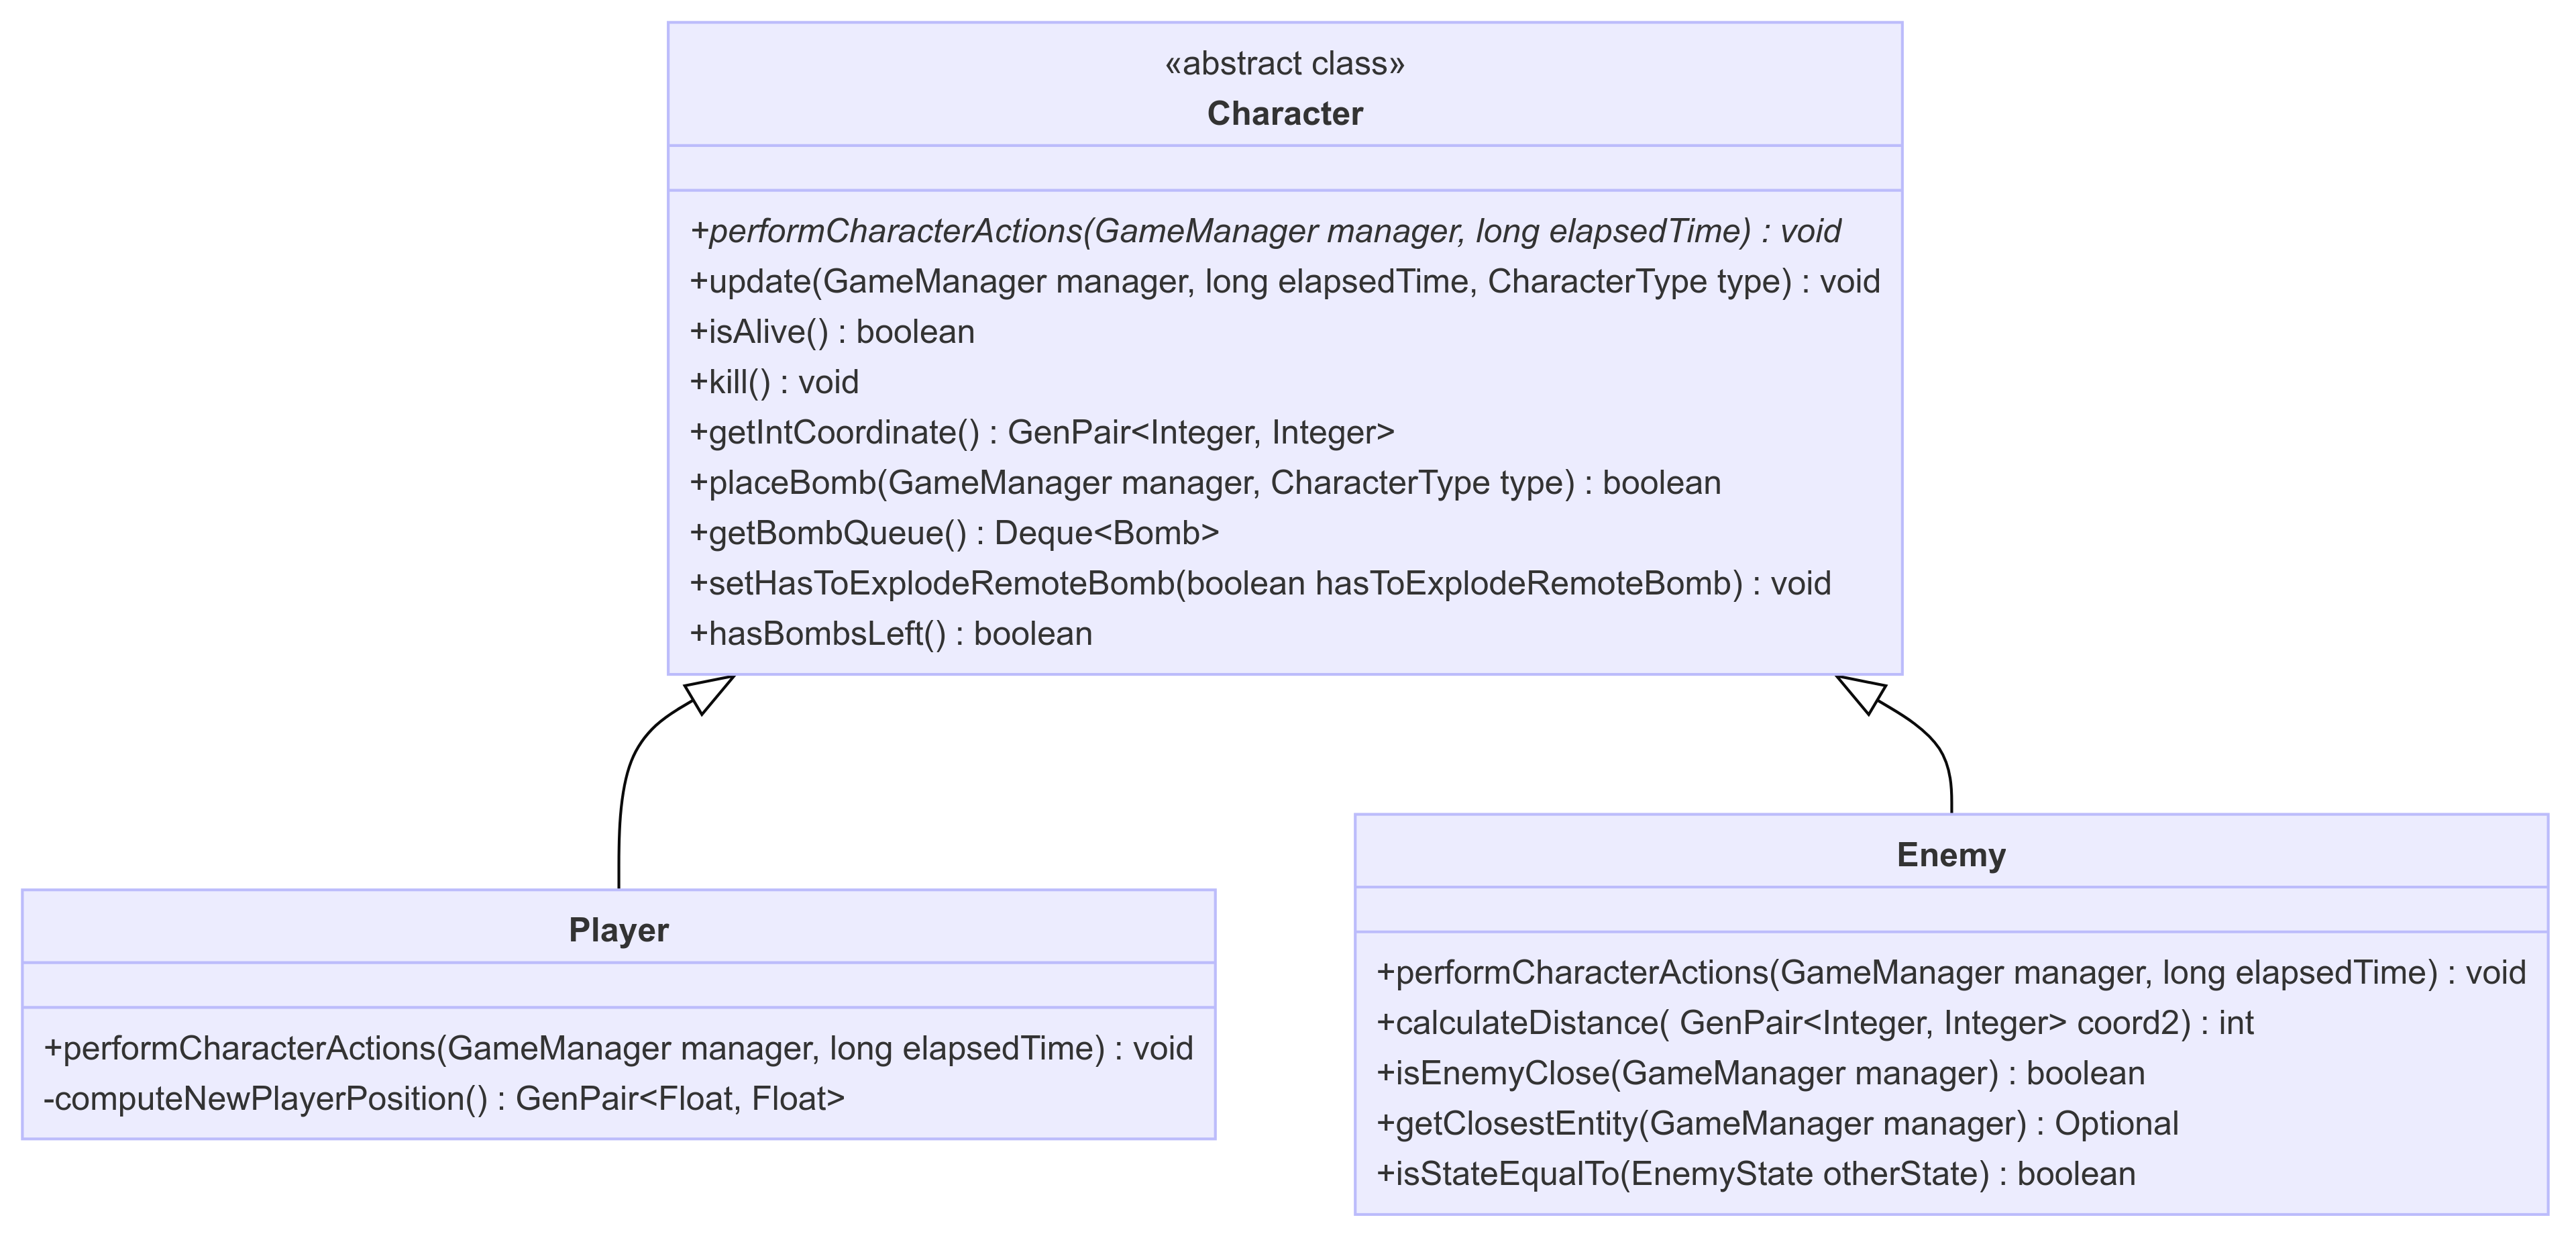 «abstract class»
Character
+performCharacterActions(GameManager manager, long elapsedTime) : void
+update(GameManager manager, long elapsedTime, CharacterType type) : void
+isAlive() : boolean
+kill() : void
+getIntCoordinate() : GenPair<Integer, Integer>
+placeBomb(GameManager manager, CharacterType type) : boolean
+getBombQueue() : Deque<Bomb>
+setHasToExplodeRemoteBomb(boolean hasToExplodeRemoteBomb) : void
+hasBombsLeft() : boolean
Player
+performCharacterActions(GameManager manager, long elapsedTime) : void
-computeNewPlayerPosition() : GenPair<Float, Float>
Enemy
+performCharacterActions(GameManager manager, long elapsedTime) : void
+calculateDistance( GenPair<Integer, Integer> coord2) : int
+isEnemyClose(GameManager manager) : boolean
+getClosestEntity(GameManager manager) : Optional
+isStateEqualTo(EnemyState otherState) : boolean